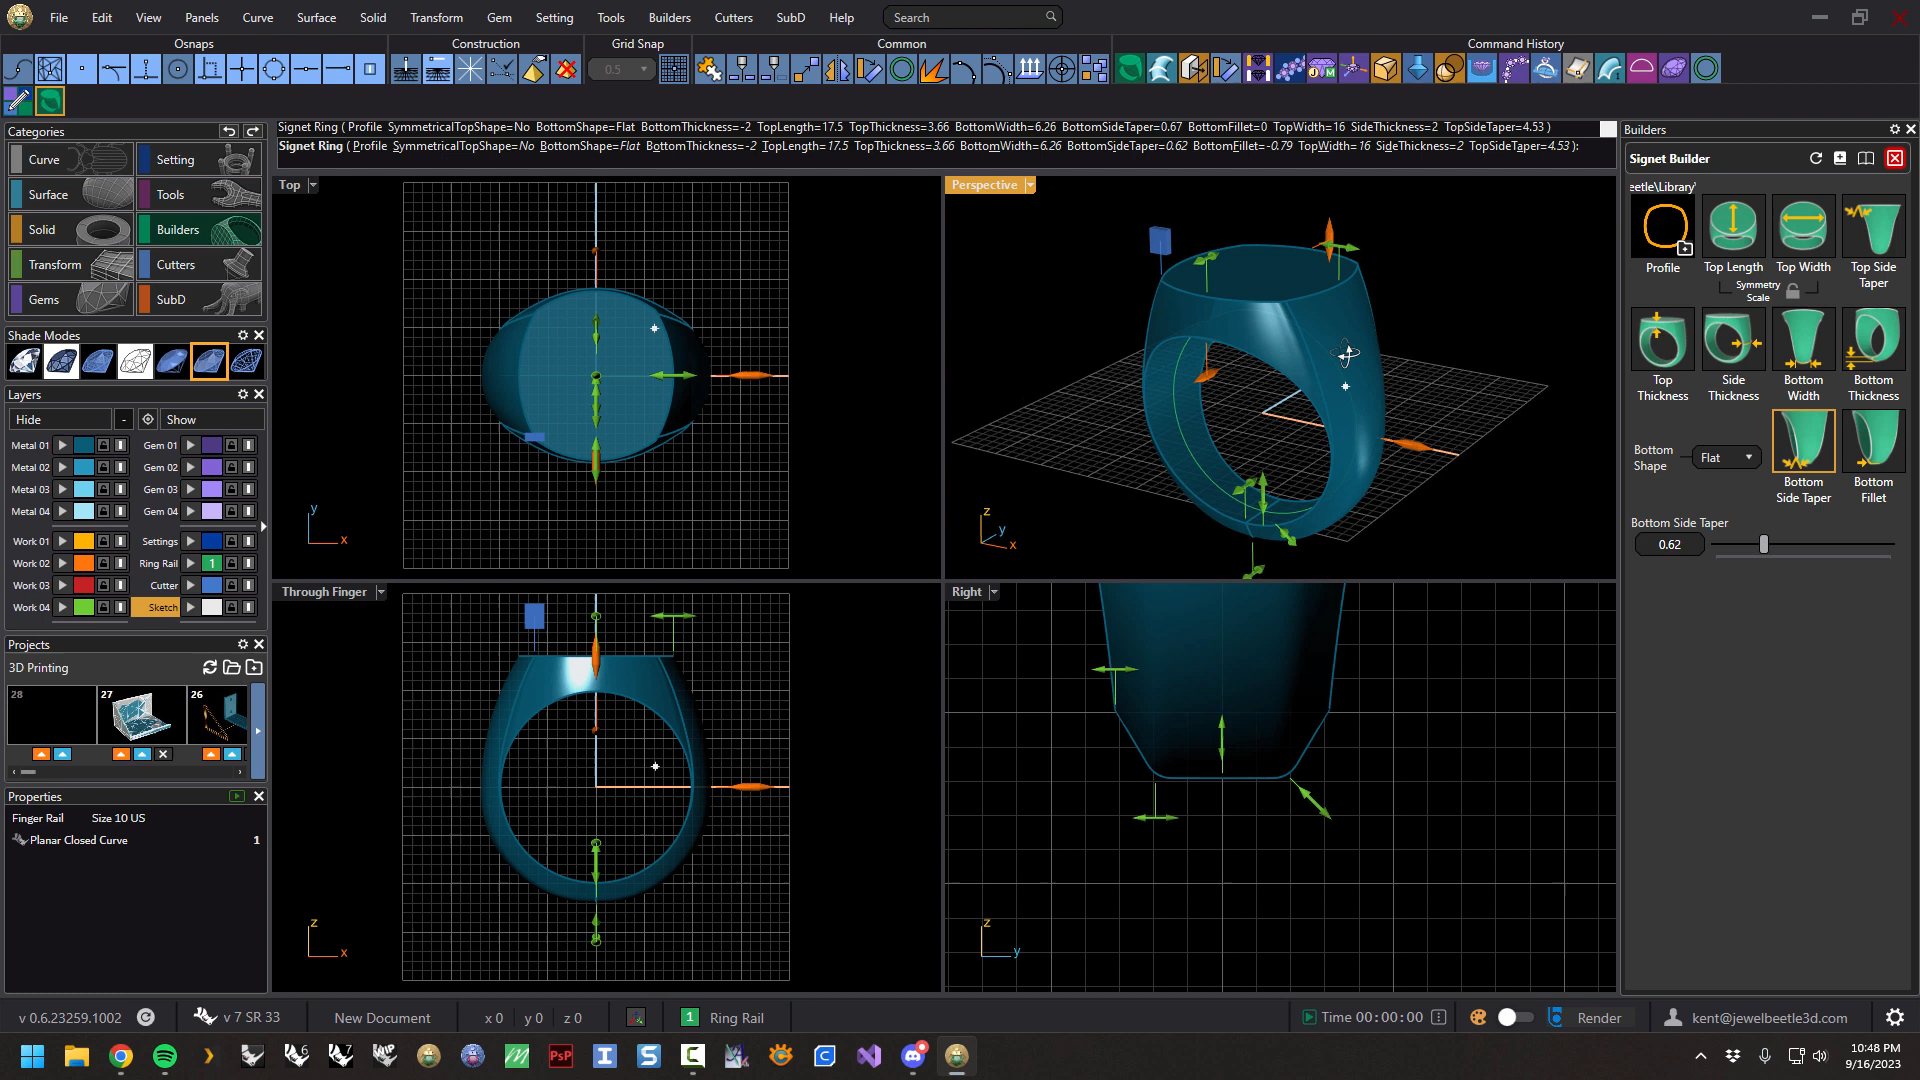 File Edit View Panels Curve Surface Solid Transform Gem Setting Tools Builders Cutters SubD Help Search
Osnaps Construction Grid Snap Common Command History
0.5
Categories
Curve Setting
Surface Tools
Solid Builders
Transform Cutters
Gems SubD
Shade Modes
Layers
Hide - Show
Metal 01 Gem 01
Metal 02 Gem 02
Metal 03 Gem 03
Metal 04 Gem 04
Work 01 Settings
Work 02 Ring Rail 1
Work 03 Cutter
Work 04 Sketch
Projects
3D Printing
28 27 26
Properties
Finger Rail Size 10 US
Planar Closed Curve 1
Signet Ring ( Profile SymmetricalTopShape=No BottomShape=Flat BottomThickness=-2 TopLength=17.5 TopThickness=3.66 BottomWidth=6.26 BottomSideTaper=0.67 BottomFillet=0 TopWidth=16 SideThickness=2 TopSideTaper=4.53 )
Signet Ring ( Profile SymmetricalTopShape=No BottomShape=Flat BottomThickness=-2 TopLength=17.5 TopThickness=3.66 BottomWidth=6.26 BottomSideTaper=0.62 BottomFillet=-0.79 TopWidth=16 SideThickness=2 TopSideTaper=4.53 ):
Top
y
x
Perspective
z
y
x
Through Finger
z
x
Right
z
y
Builders
Signet Builder
eetle\Library'
Profile Top Length Top Width Top Side Taper
Symmetry Scale
Top Thickness Side Thickness Bottom Width Bottom Thickness
Bottom Shape Flat Bottom Side Taper Bottom Fillet
Bottom Side Taper
0.62
v 0.6.23259.1002 v 7 SR 33 New Document x 0 y 0 z 0 1 Ring Rail Time 00:00:00 Render kent@jewelbeetle3d.com
6 7 WIP PsP I S C C
10:48 PM
9/16/2023